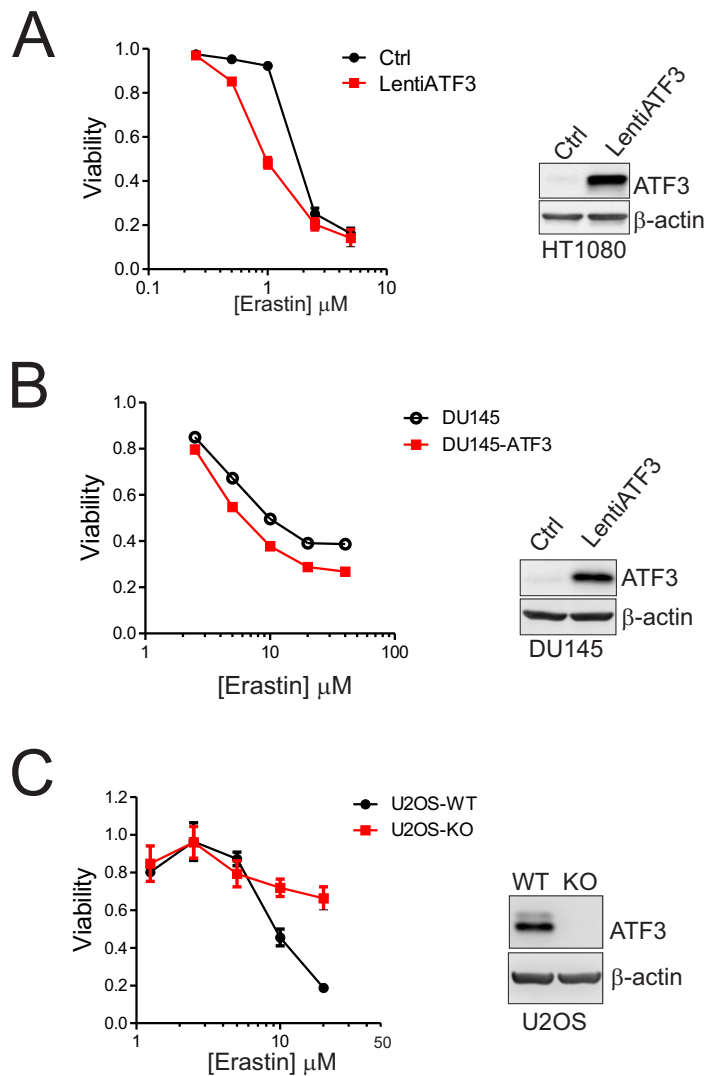 A
1.0
0.8
0.6
0.4
0.2
0.0
Viability
0.1
1
10
[Erastin] μM
Ctrl
LentiATF3
Ctrl
LentiATF3
ATF3
β-actin
HT1080
B
1.0
0.8
0.6
0.4
0.2
0.0
Viability
1
10
100
[Erastin] μM
DU145
DU145-ATF3
Ctrl
LentiATF3
ATF3
β-actin
DU145
C
1.2
1.0
0.8
0.6
0.4
0.2
0.0
Viability
1
10
50
[Erastin] μM
U2OS-WT
U2OS-KO
WT KO
ATF3
β-actin
U2OS